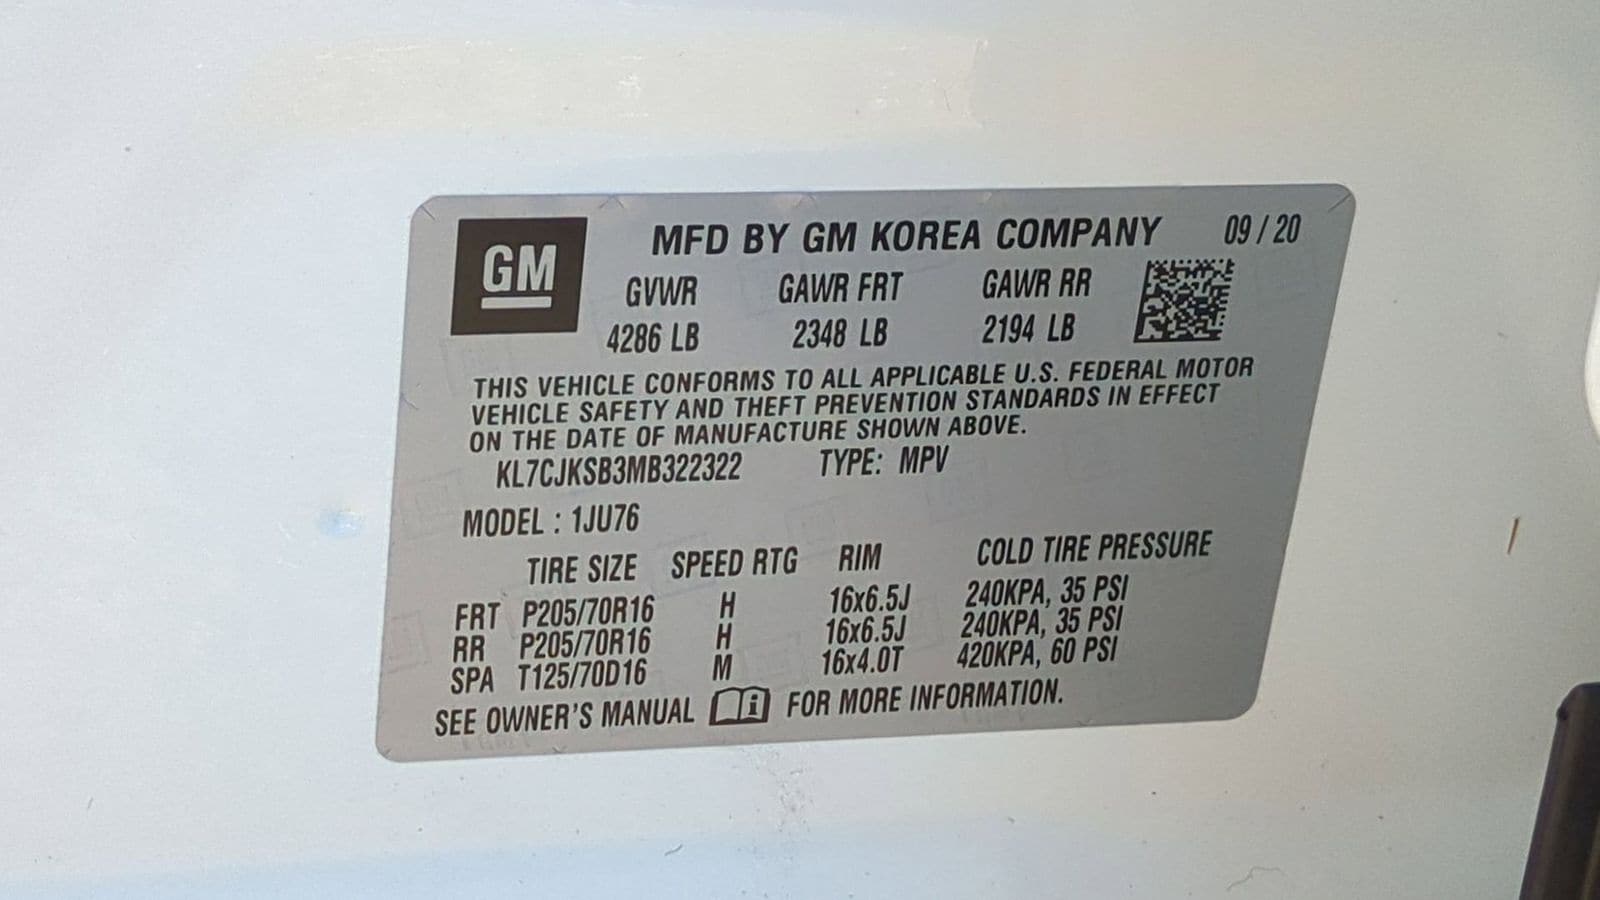 GM
MFD BY GM KOREA COMPANY 09 / 20
GVWR GAWR FRT GAWR RR
4286 LB 2348 LB 2194 LB
THIS VEHICLE CONFORMS TO ALL APPLICABLE U.S. FEDERAL MOTOR
VEHICLE SAFETY AND THEFT PREVENTION STANDARDS IN EFFECT
ON THE DATE OF MANUFACTURE SHOWN ABOVE.
KL7CJKSB3MB322322 TYPE: MPV
MODEL : 1JU76
TIRE SIZE SPEED RTG RIM COLD TIRE PRESSURE
FRT P205/70R16 H 16x6.5J 240KPA, 35 PSI
RR P205/70R16 H 16x6.5J 240KPA, 35 PSI
SPA T125/70D16 M 16x4.0T 420KPA, 60 PSI
SEE OWNER'S MANUAL i FOR MORE INFORMATION.